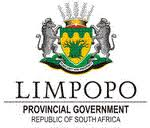 LIMPOPO
PROVINCIAL GOVERNMENT
REPUBLIC OF SOUTH AFRICA